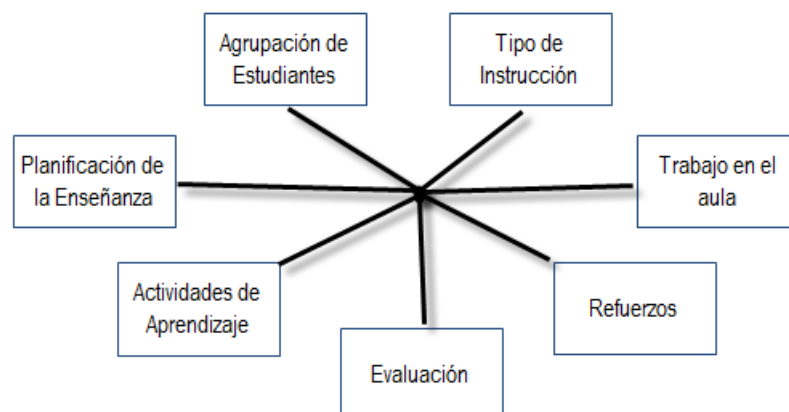 Agrupación de
Estudiantes
Tipo de
Instrucción
Planificación de
la Enseñanza
Trabajo en el
aula
Actividades de
Aprendizaje
Refuerzos
Evaluación